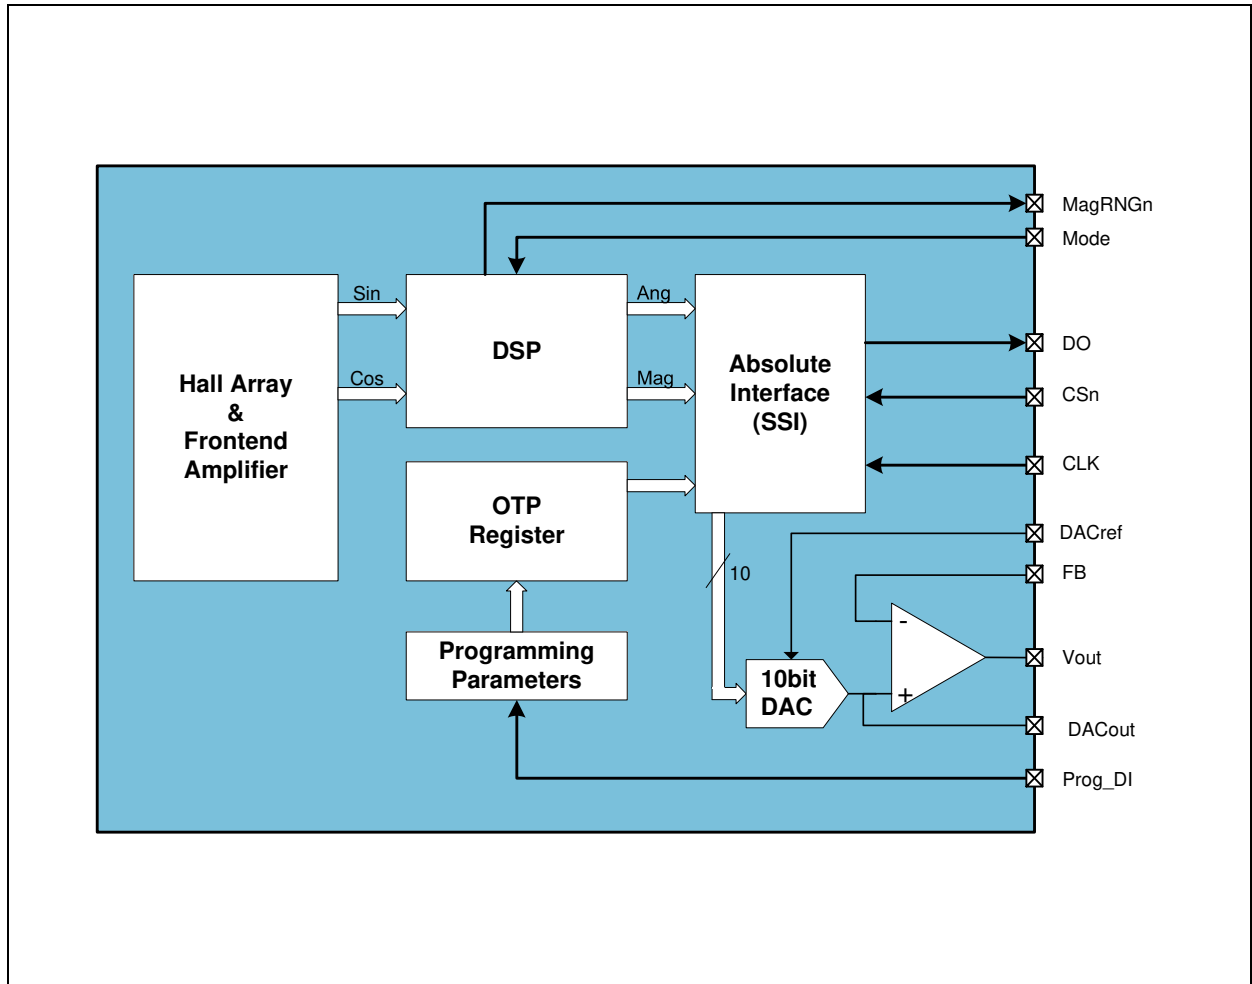 MagRNGn
Mode
Sin
Ang
DSP
DO
Hall Array
&
Frontend
Amplifier
Cos
Mag
Absolute
Interface
(SSI)
CSn
CLK
OTP
Register
DACref
10
FB
-
Programming
Parameters
Vout
10bit
DAC
+
DACout
Prog_DI